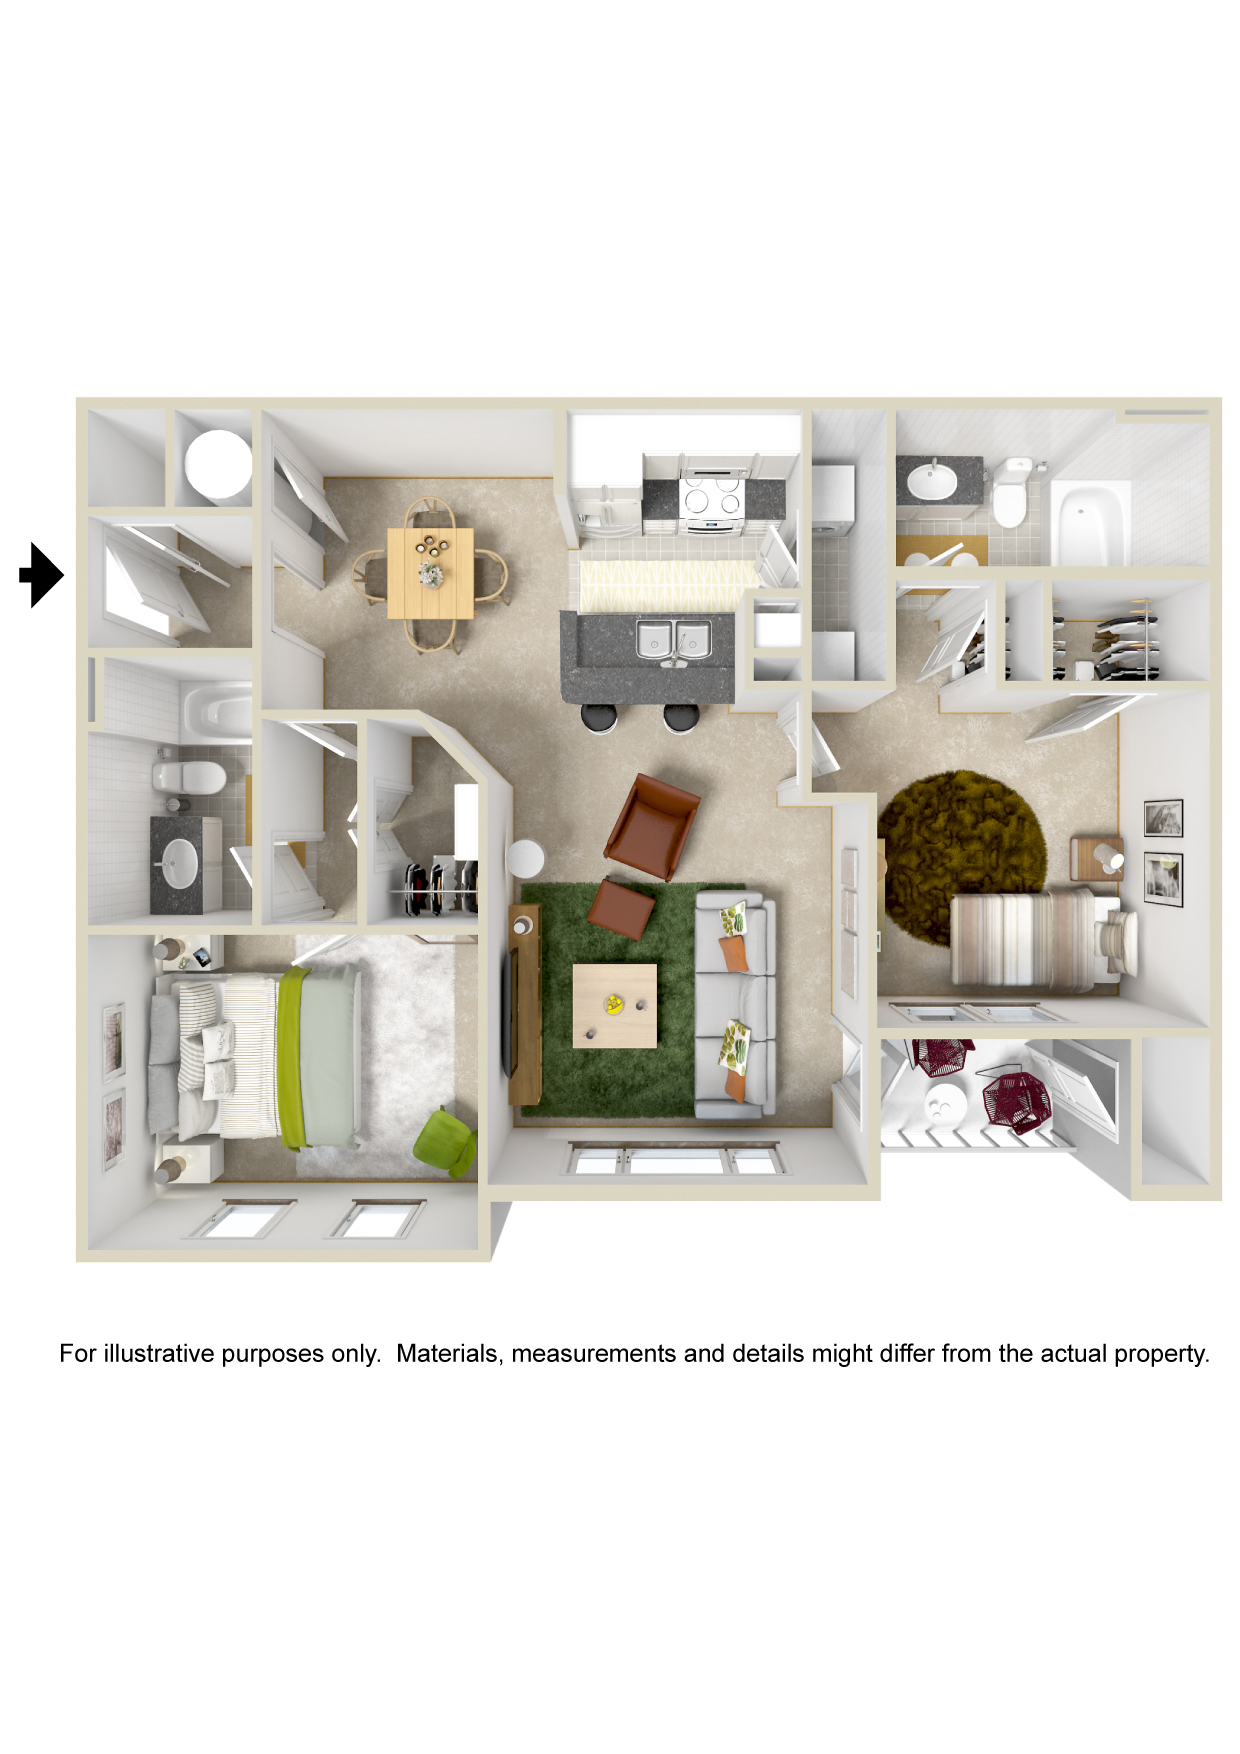 For illustrative purposes only.  Materials, measurements and details might differ from the actual property.